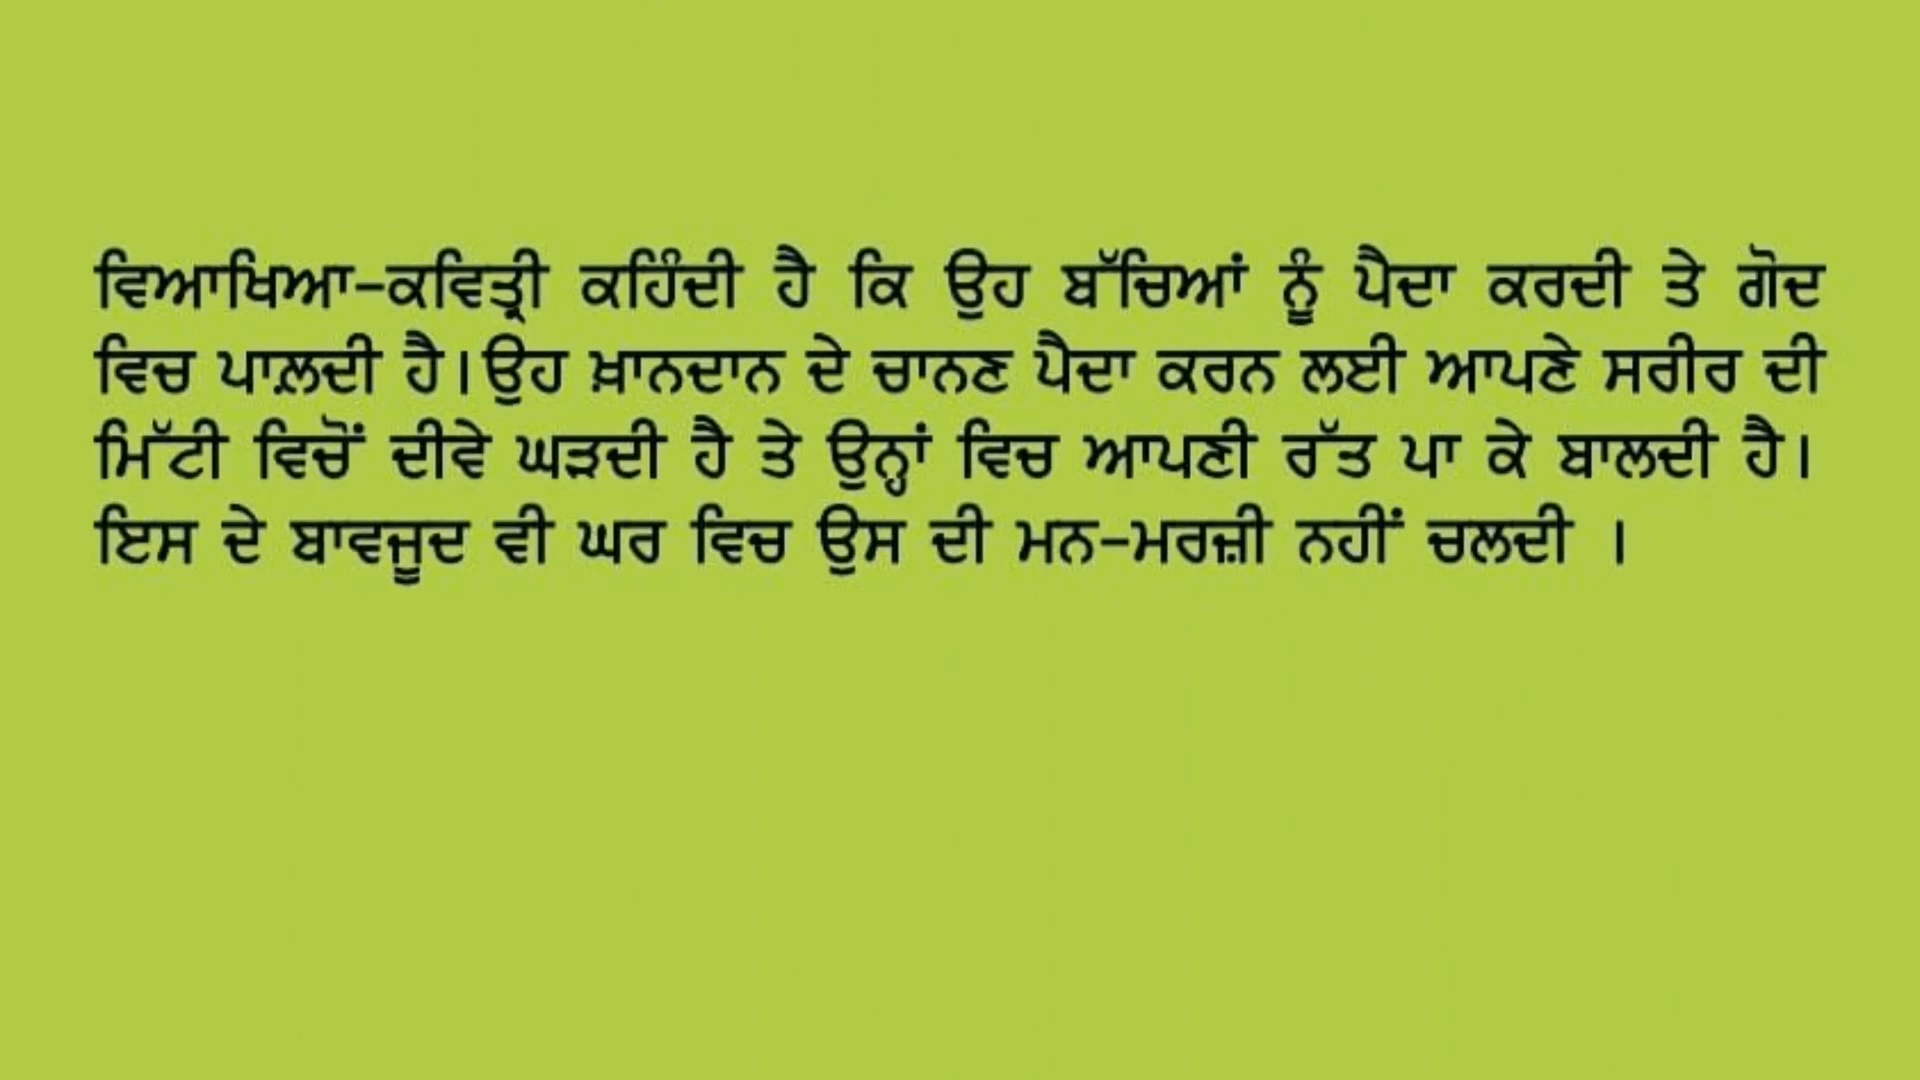 ਵਿਆਖਿਆ-ਕਵਿਤ੍ਰੀ ਕਹਿੰਦੀ ਹੈ ਕਿ ਉਹ ਬੱਚਿਆਂ ਨੂੰ ਪੈਦਾ ਕਰਦੀ ਤੇ ਗੋਦ
ਵਿਚ ਪਾਲ਼ਦੀ ਹੈ।ਉਹ ਖ਼ਾਨਦਾਨ ਦੇ ਚਾਨਣ ਪੈਦਾ ਕਰਨ ਲਈ ਆਪਣੇ ਸਰੀਰ ਦੀ
ਮਿੱਟੀ ਵਿਚੋਂ ਦੀਵੇ ਘੜਦੀ ਹੈ ਤੇ ਉਨ੍ਹਾਂ ਵਿਚ ਆਪਣੀ ਰੱਤ ਪਾ ਕੇ ਬਾਲਦੀ ਹੈ।
ਇਸ ਦੇ ਬਾਵਜੂਦ ਵੀ ਘਰ ਵਿਚ ਉਸ ਦੀ ਮਨ-ਮਰਜ਼ੀ ਨਹੀਂ ਚਲਦੀ ।